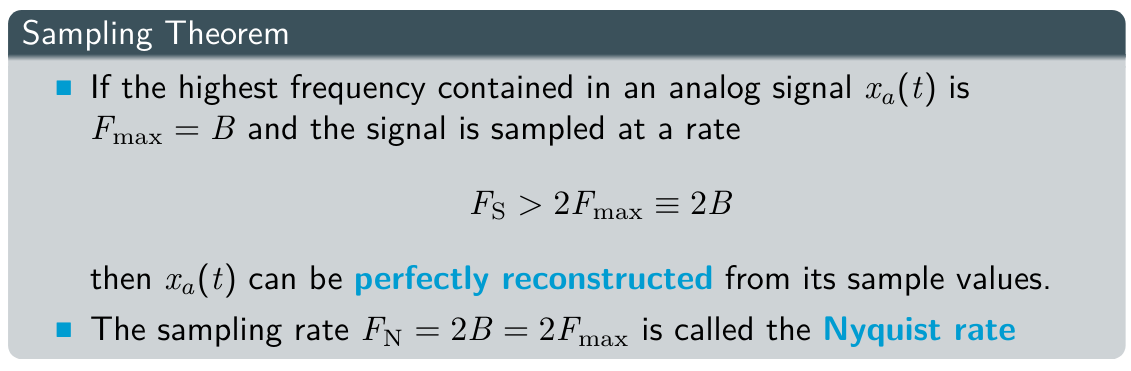 Sampling Theorem
If the highest frequency contained in an analog signal $x_a(t)$ is
$F_{\max} = B$ and the signal is sampled at a rate
$F_{\mathrm{S}} > 2F_{\max} \equiv 2B$
then $x_a(t)$ can be perfectly reconstructed from its sample values.
The sampling rate $F_{\mathrm{N}} = 2B = 2F_{\max}$ is called the Nyquist rate